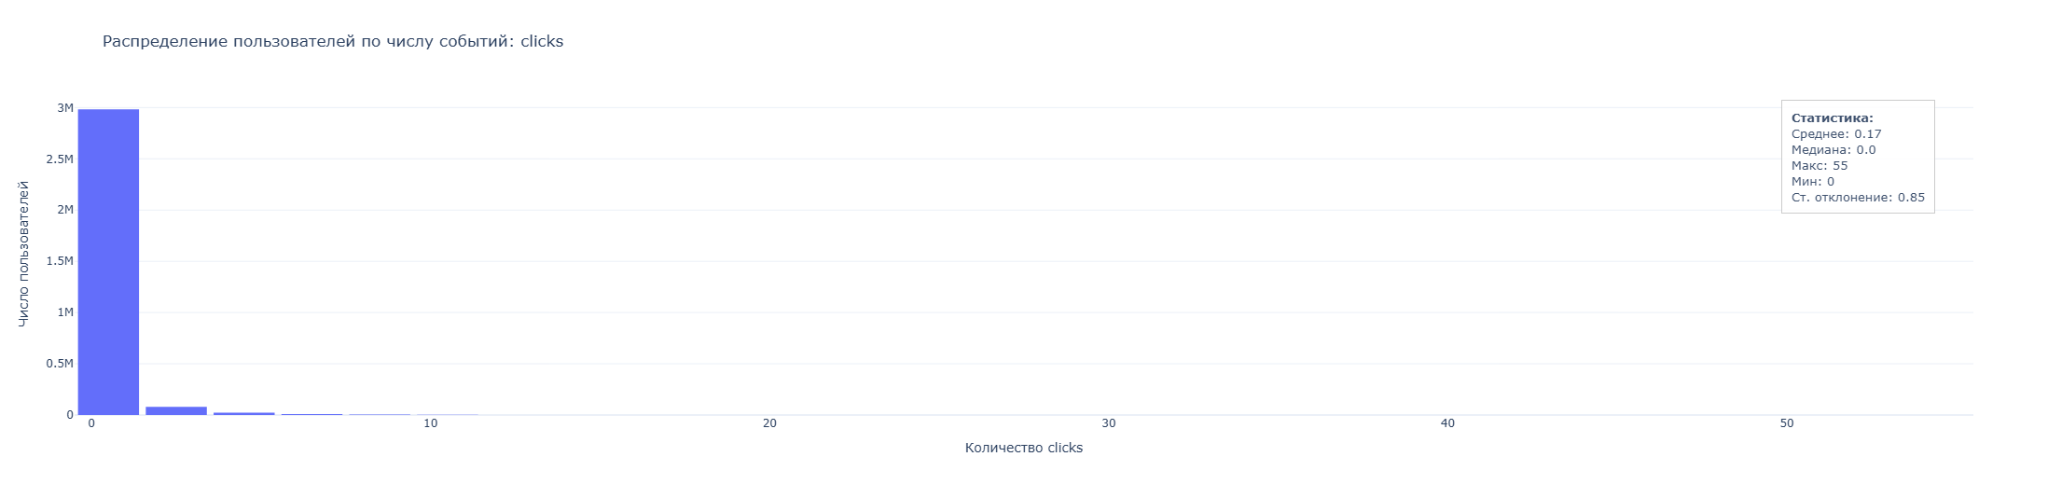 Распределение пользователей по числу событий: clicks
Число пользователей
3M
2.5M
2M
1.5M
1M
0.5M
0
0 10 20 30 40 50
Количество clicks
Статистика:
Среднее: 0.17
Медиана: 0.0
Макс: 55
Мин: 0
Ст. отклонение: 0.85